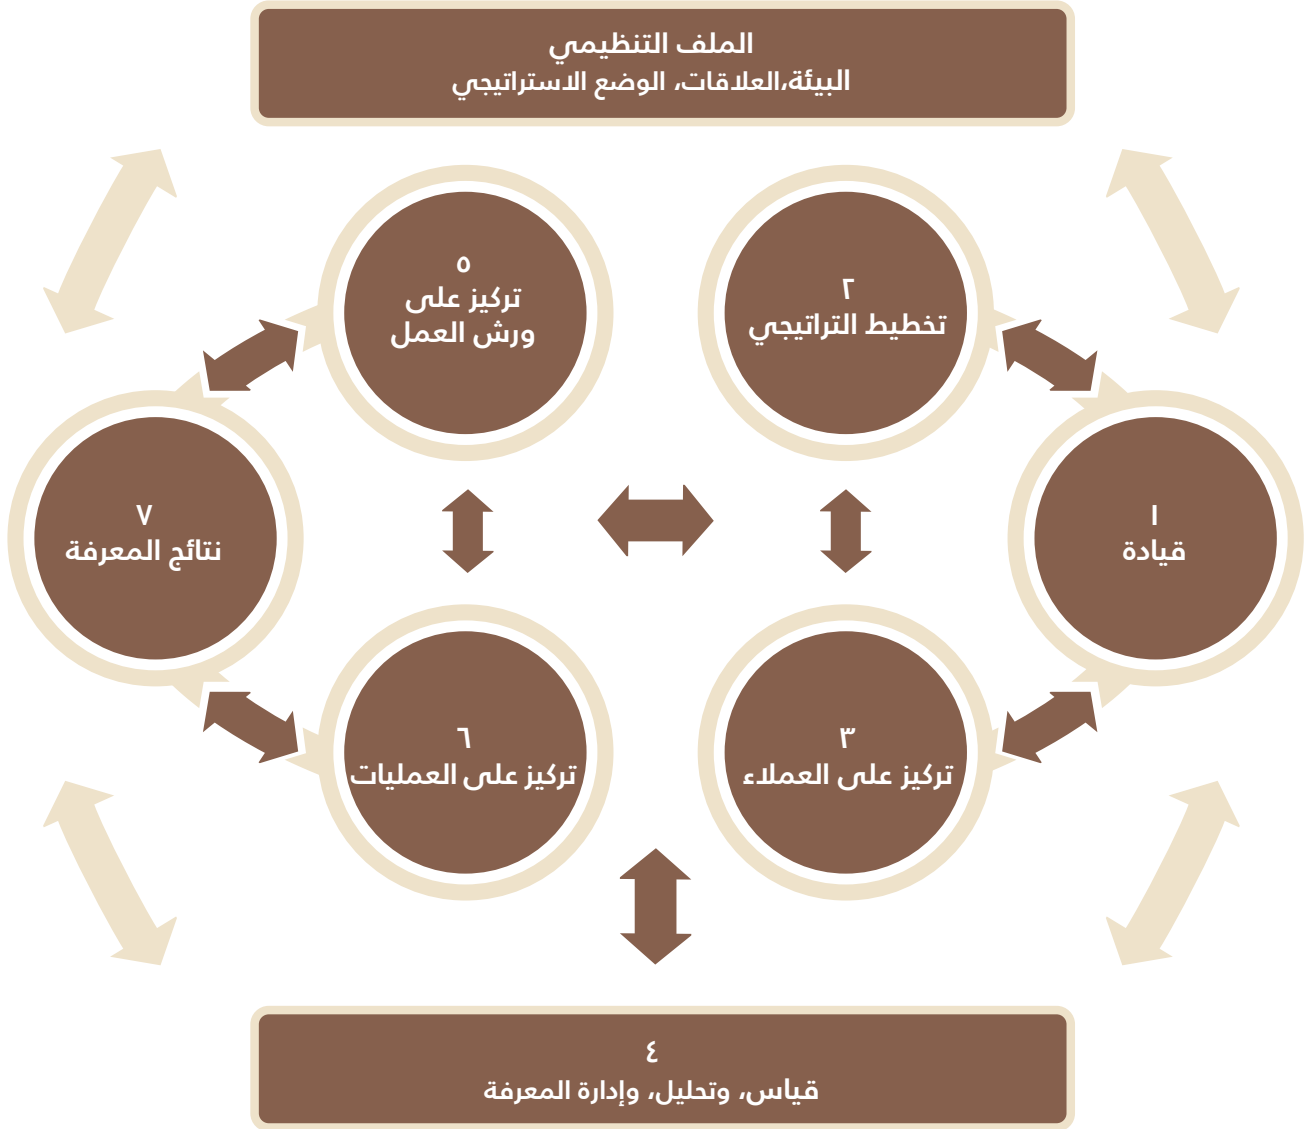 الملف التنظيمي
البيئة،العلاقات، الوضع الاستراتيجي
١
قيادة
٢
تخطيط التراتيجي
٣
تركيز على العملاء
٥
تركيز على
ورش العمل
٦
تركيز على العمليات
٧
نتائج المعرفة
٤
قياس، وتحليل، وإدارة المعرفة